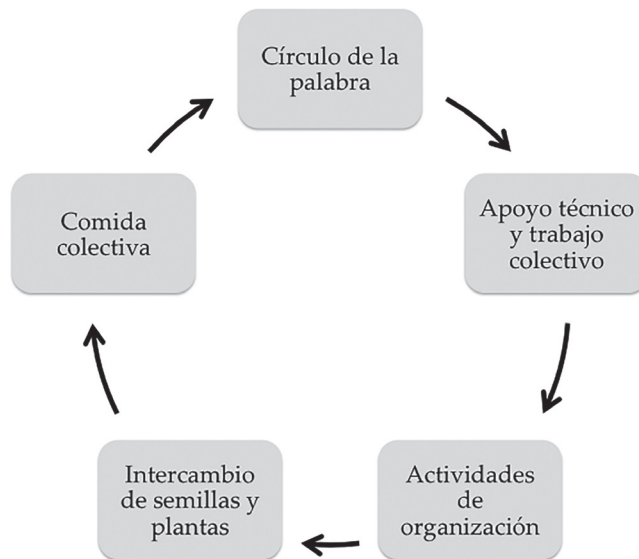 Círculo de la
palabra
Apoyo técnico
y trabajo
colectivo
Actividades
de
organización
Intercambio
de semillas y
plantas
Comida
colectiva